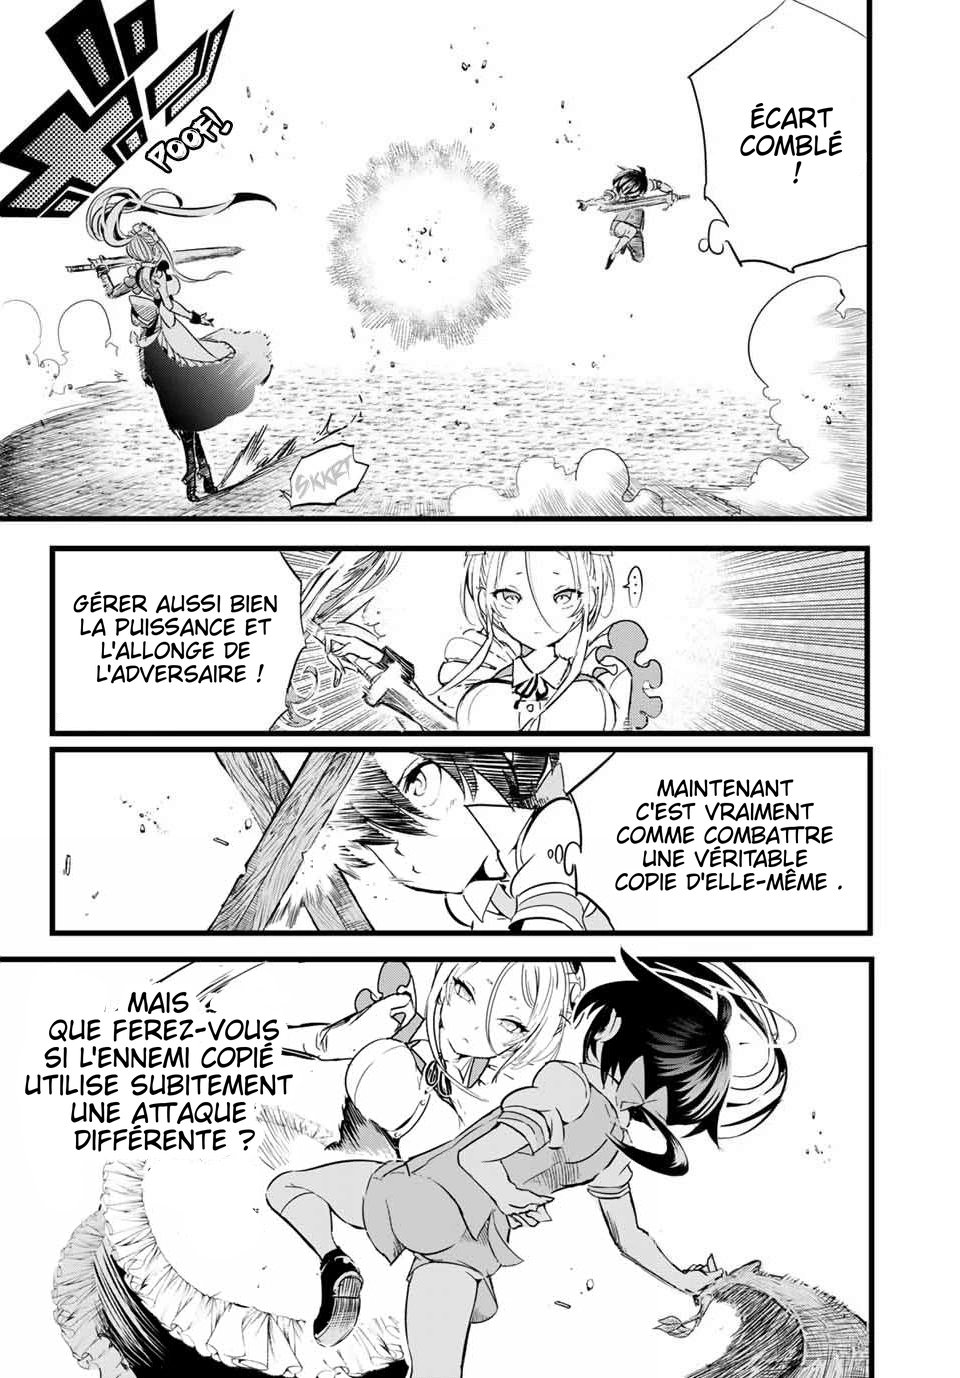 ÉCART
COMBLÉ
!
POOF!
SKKRT
GÉRER AUSSI BIEN
LA PUISSANCE ET
L'ALLONGE DE
L'ADVERSAIRE !
...
MAINTENANT
C'EST VRAIMENT
COMME COMBATTRE
UNE VÉRITABLE
COPIE D'ELLE-MÊME .
MAIS
QUE FEREZ-VOUS
SI L'ENNEMI COPIÉ
UTILISE SUBITEMENT
UNE ATTAQUE
DIFFÉRENTE ?